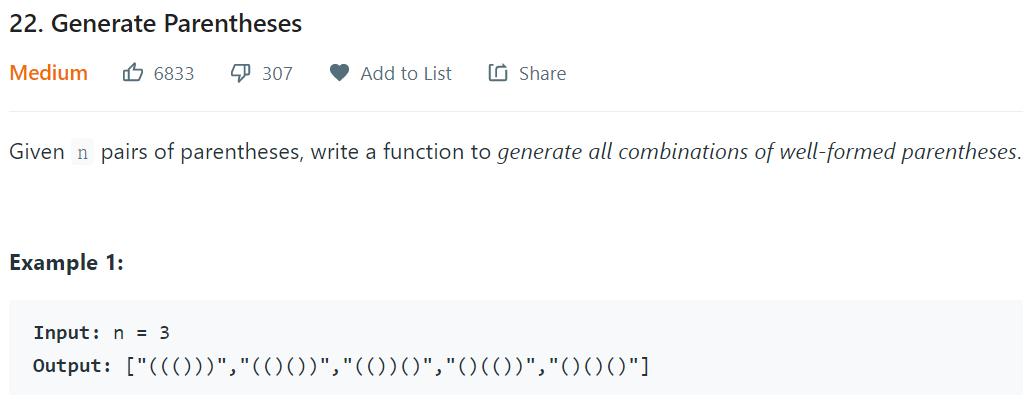 22. Generate Parentheses
Medium 6833 307 Add to List Share
Given n pairs of parentheses, write a function to generate all combinations of well-formed parentheses.
Example 1:
Input: n = 3
Output: ["((()))","(()())","(())()","()(())","()()()"]